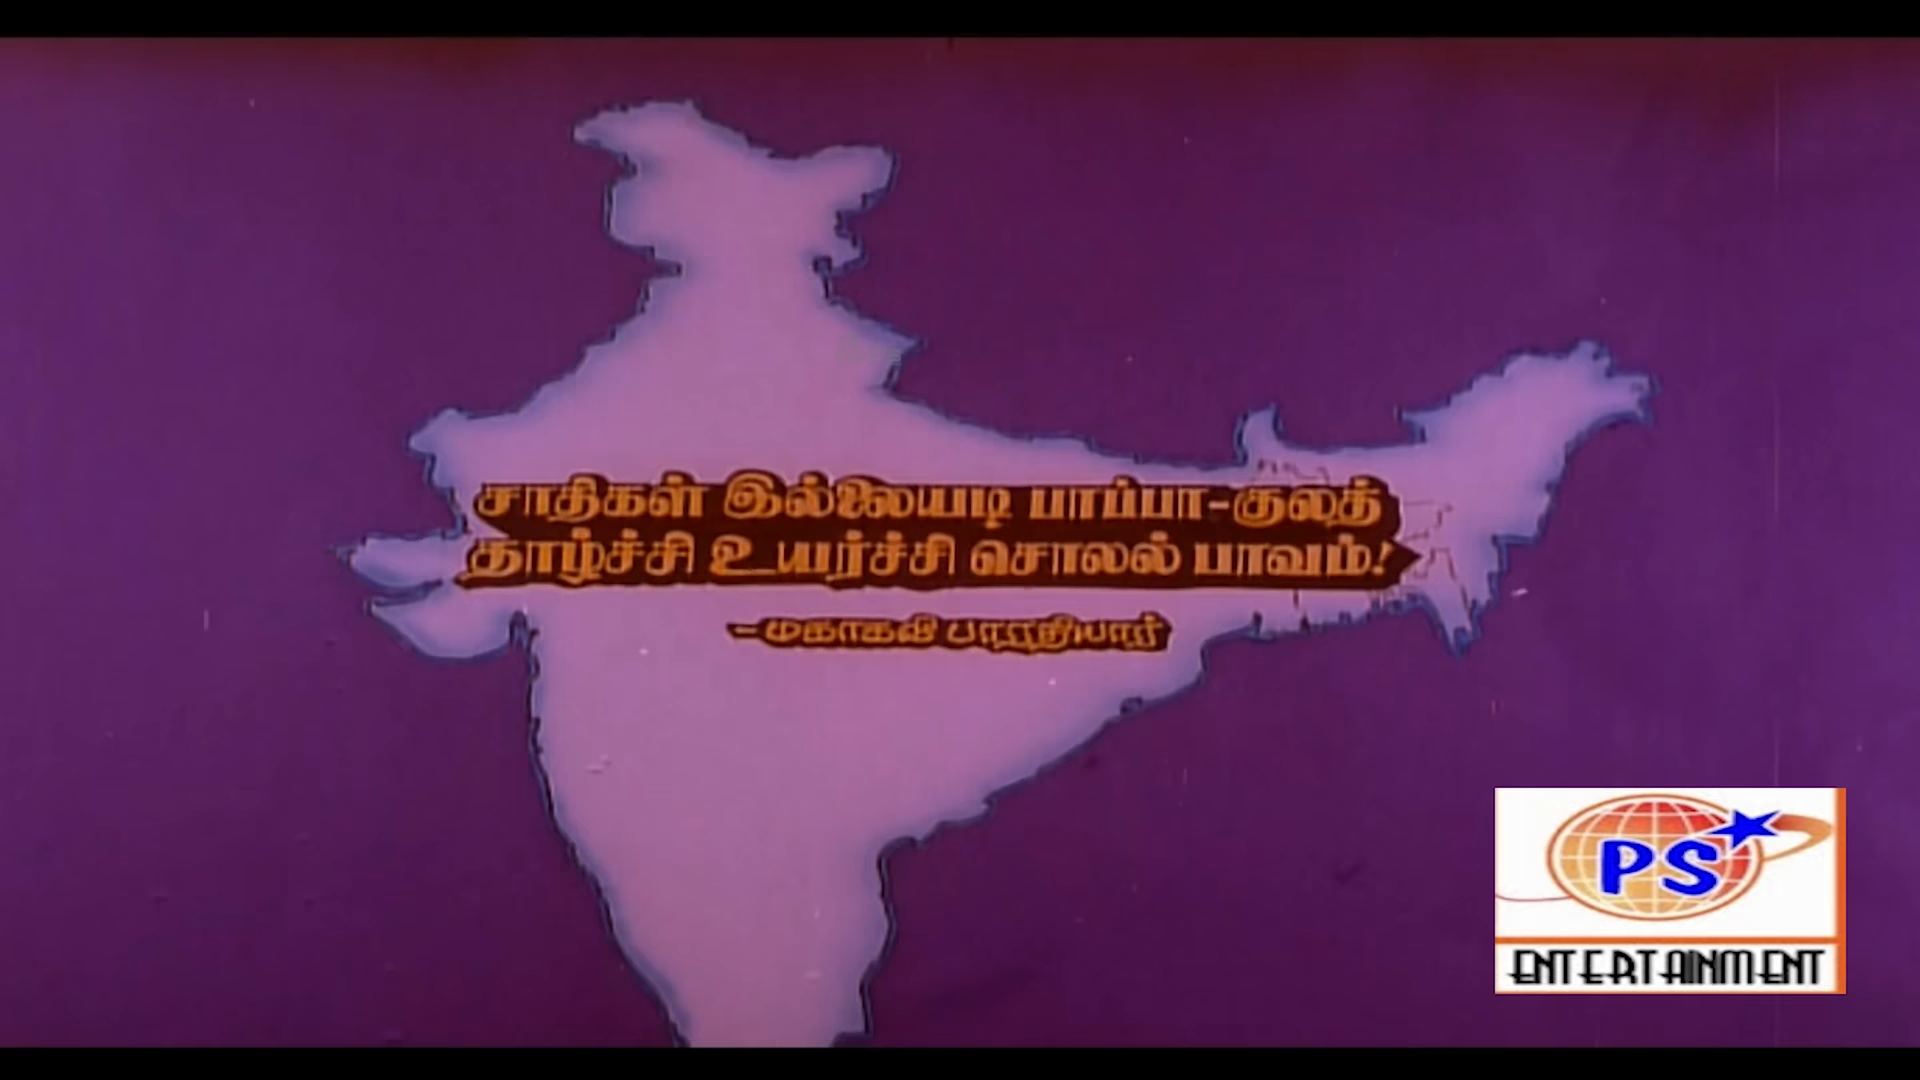 சாதிகள் இல்லையடி பாப்பா-குலத்
தாழ்ச்சி உயர்ச்சி சொலல் பாவம்!
-மகாகவி பாரதியார்
PS
ENTERTAINMENT